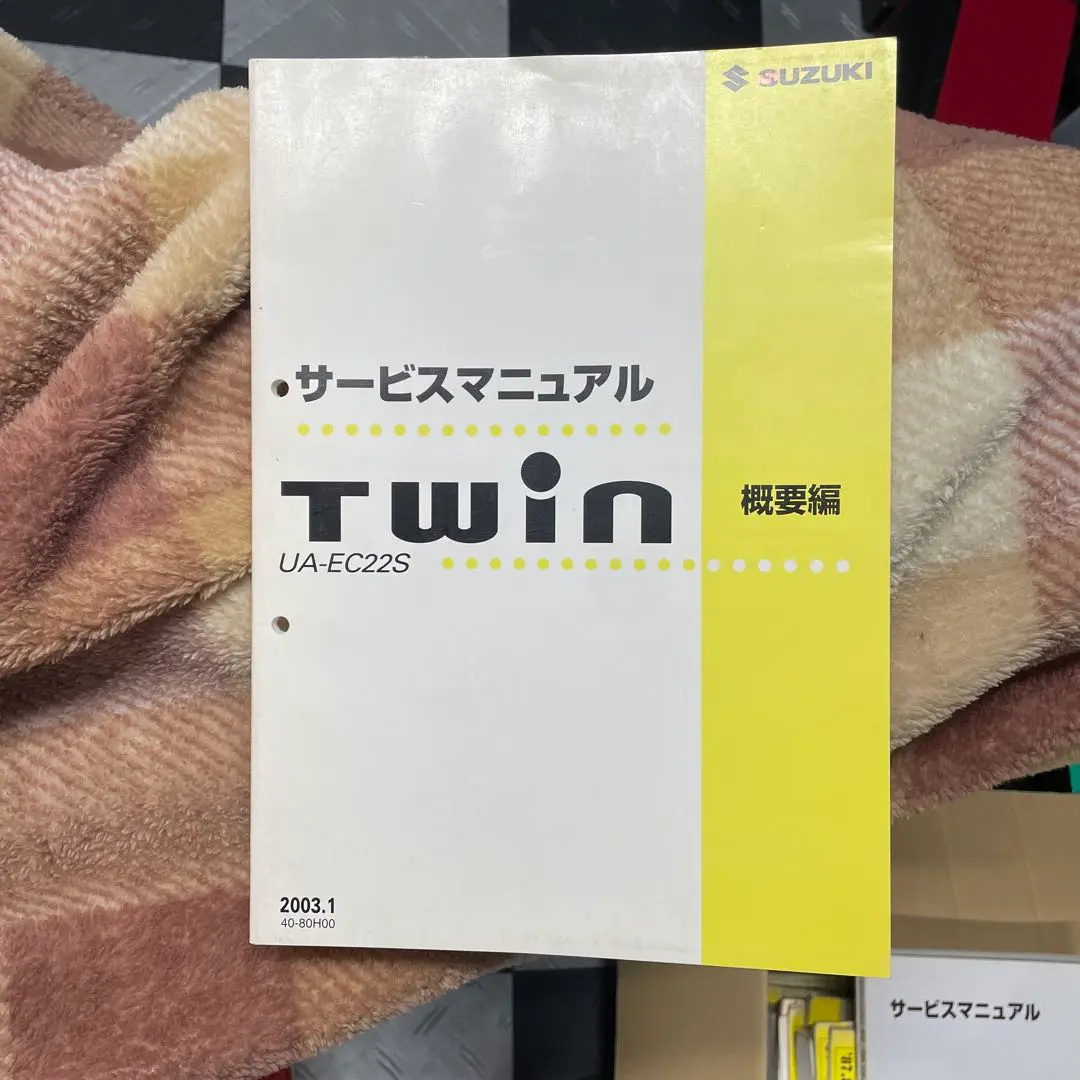 SUZUKI
サービスマニュアル
Twin
概要編
UA-EC22S
2003.1
40-80H00
サービスマニュアル